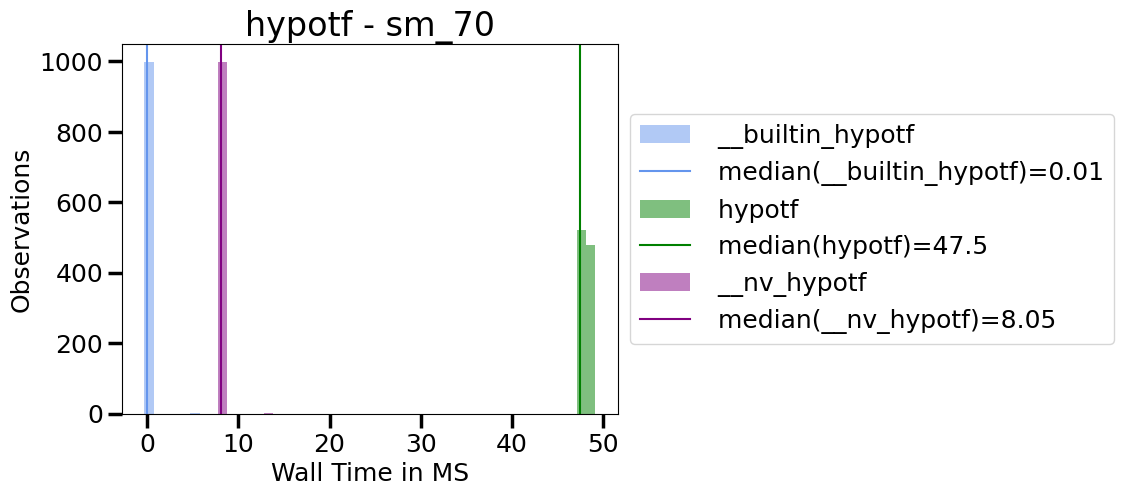 hypotf - sm_70
Observations
1000
800
600
400
200
0
0 10 20 30 40 50
Wall Time in MS
__builtin_hypotf
median(__builtin_hypotf)=0.01
hypotf
median(hypotf)=47.5
__nv_hypotf
median(__nv_hypotf)=8.05